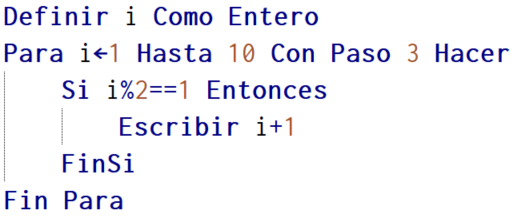 Definir i Como Entero
Para i←1 Hasta 10 Con Paso 3 Hacer
Si i%2==1 Entonces
Escribir i+1
FinSi
Fin Para